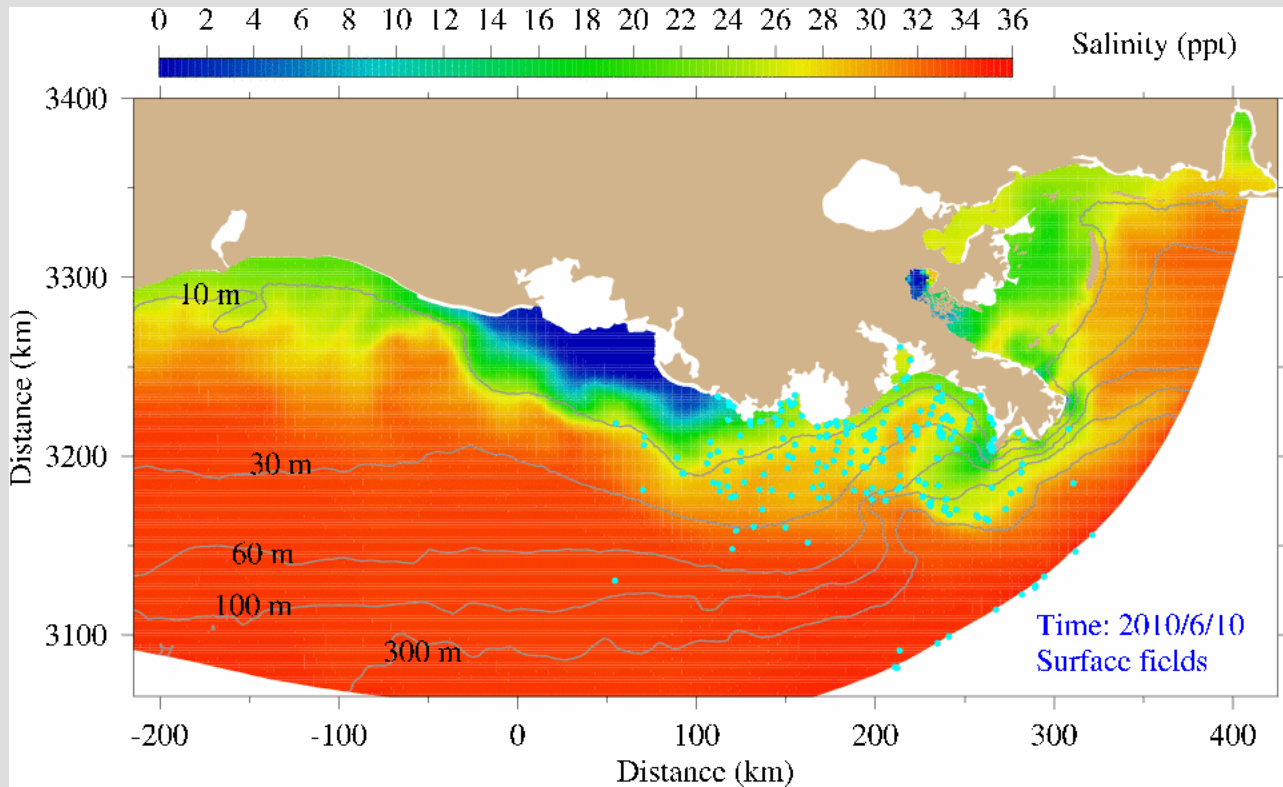 0 2 4 6 8 10 12 14 16 18 20 22 24 26 28 30 32 34 36
Salinity (ppt)
3400
3300
3200
3100
Distance (km)
10 m
30 m
60 m
100 m
300 m
Time: 2010/6/10
Surface fields
-200 -100 0 100 200 300 400
Distance (km)